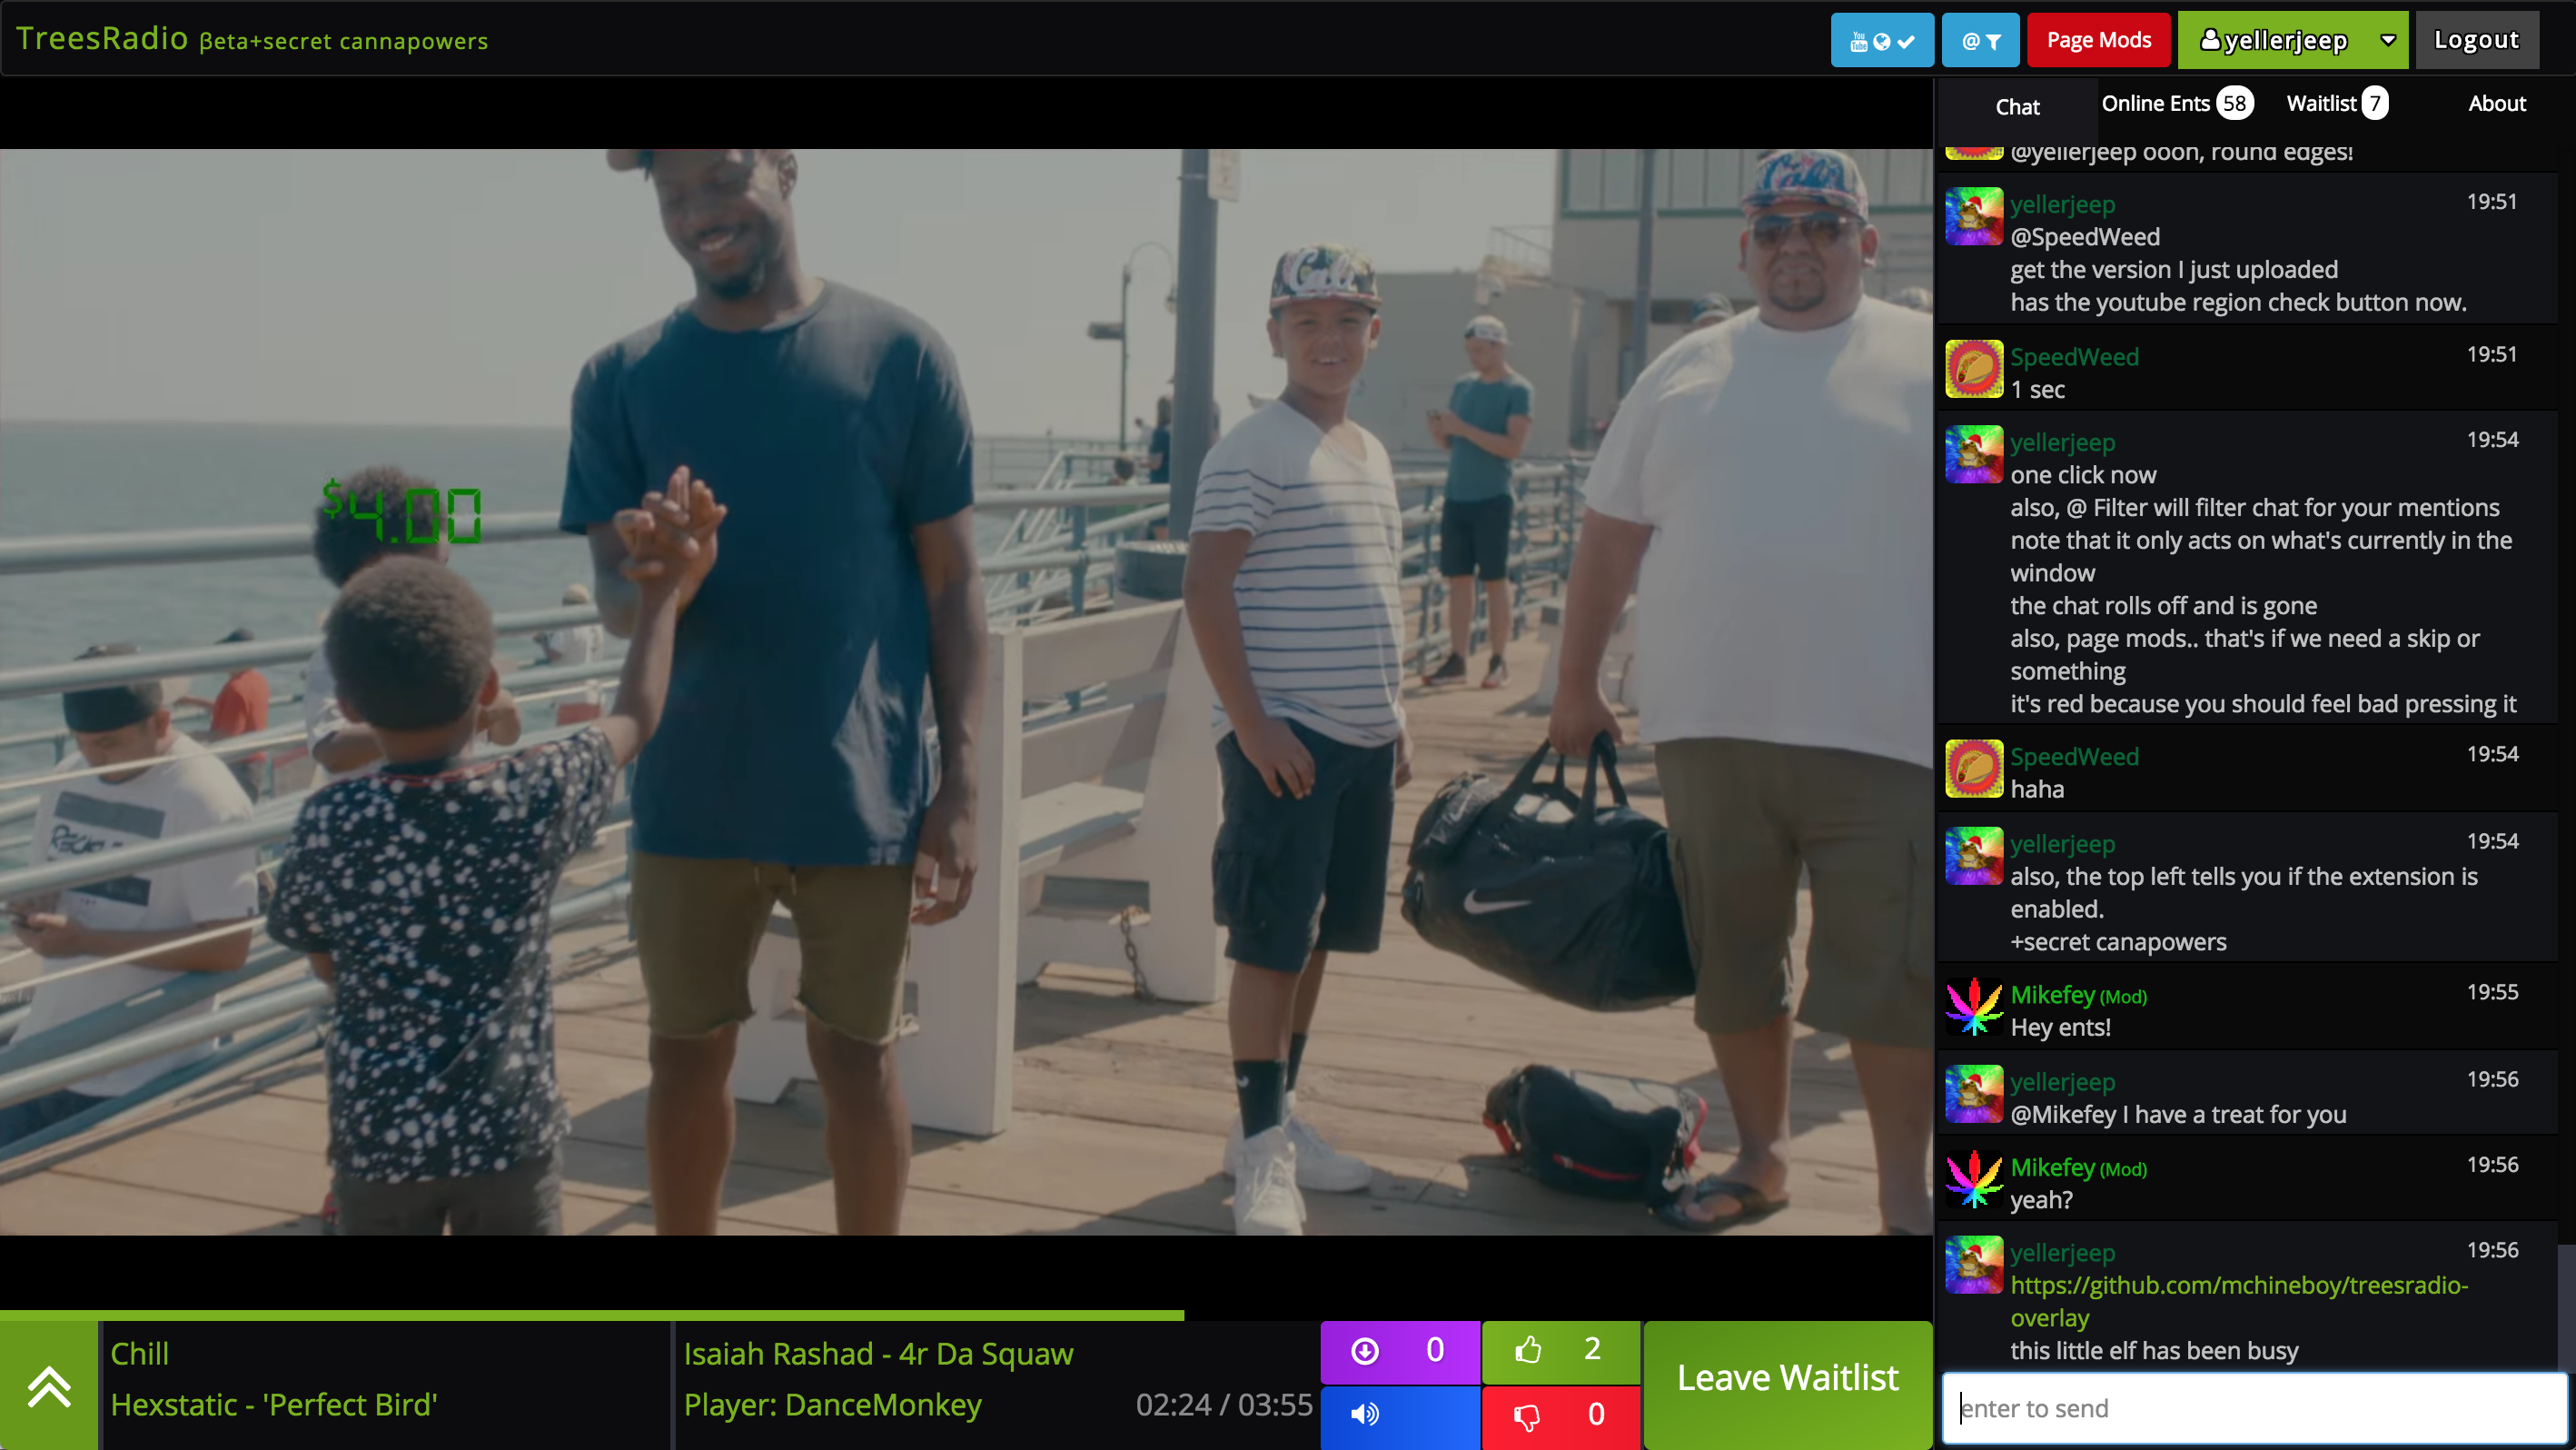 TreesRadio βeta+secret cannapowers
You Tube
@
Page Mods
yellerjeep
Logout
Chat
Online Ents 58
Waitlist 7
About
@yellerjeep oooh, round edges!
yellerjeep 19:51
@SpeedWeed
get the version I just uploaded
has the youtube region check button now.
SpeedWeed 19:51
1 sec
yellerjeep 19:54
one click now
also, @ Filter will filter chat for your mentions
note that it only acts on what's currently in the
window
the chat rolls off and is gone
also, page mods.. that's if we need a skip or
something
it's red because you should feel bad pressing it
SpeedWeed 19:54
haha
yellerjeep 19:54
also, the top left tells you if the extension is
enabled.
+secret canapowers
Mikefey (Mod) 19:55
Hey ents!
yellerjeep 19:56
@Mikefey I have a treat for you
Mikefey (Mod) 19:56
yeah?
yellerjeep 19:56
https://github.com/mchineboy/treesradio-
overlay
this little elf has been busy
enter to send
$4.00
Cali
Chill
Hexstatic - 'Perfect Bird'
Isaiah Rashad - 4r Da Squaw
Player: DanceMonkey
02:24 / 03:55
0
2
0
Leave Waitlist